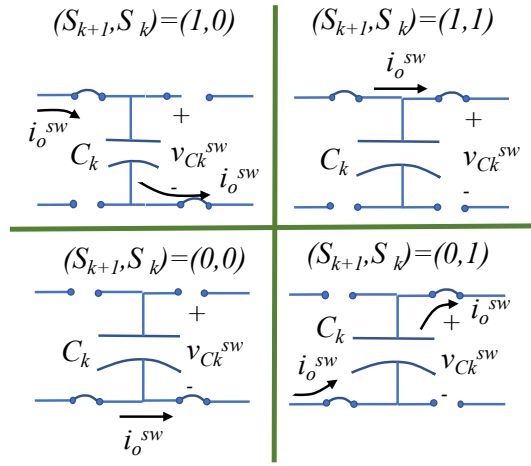 (S_{k+1}, S_k)=(1,0)
i_o^{sw}
+
C_k
v_{Ck}^{sw}
-
i_o^{sw}
(S_{k+1}, S_k)=(1,1)
i_o^{sw}
+
C_k
v_{Ck}^{sw}
-
(S_{k+1}, S_k)=(0,0)
+
C_k
v_{Ck}^{sw}
-
i_o^{sw}
(S_{k+1}, S_k)=(0,1)
i_o^{sw}
C_k
+
v_{Ck}^{sw}
i_o^{sw}
-